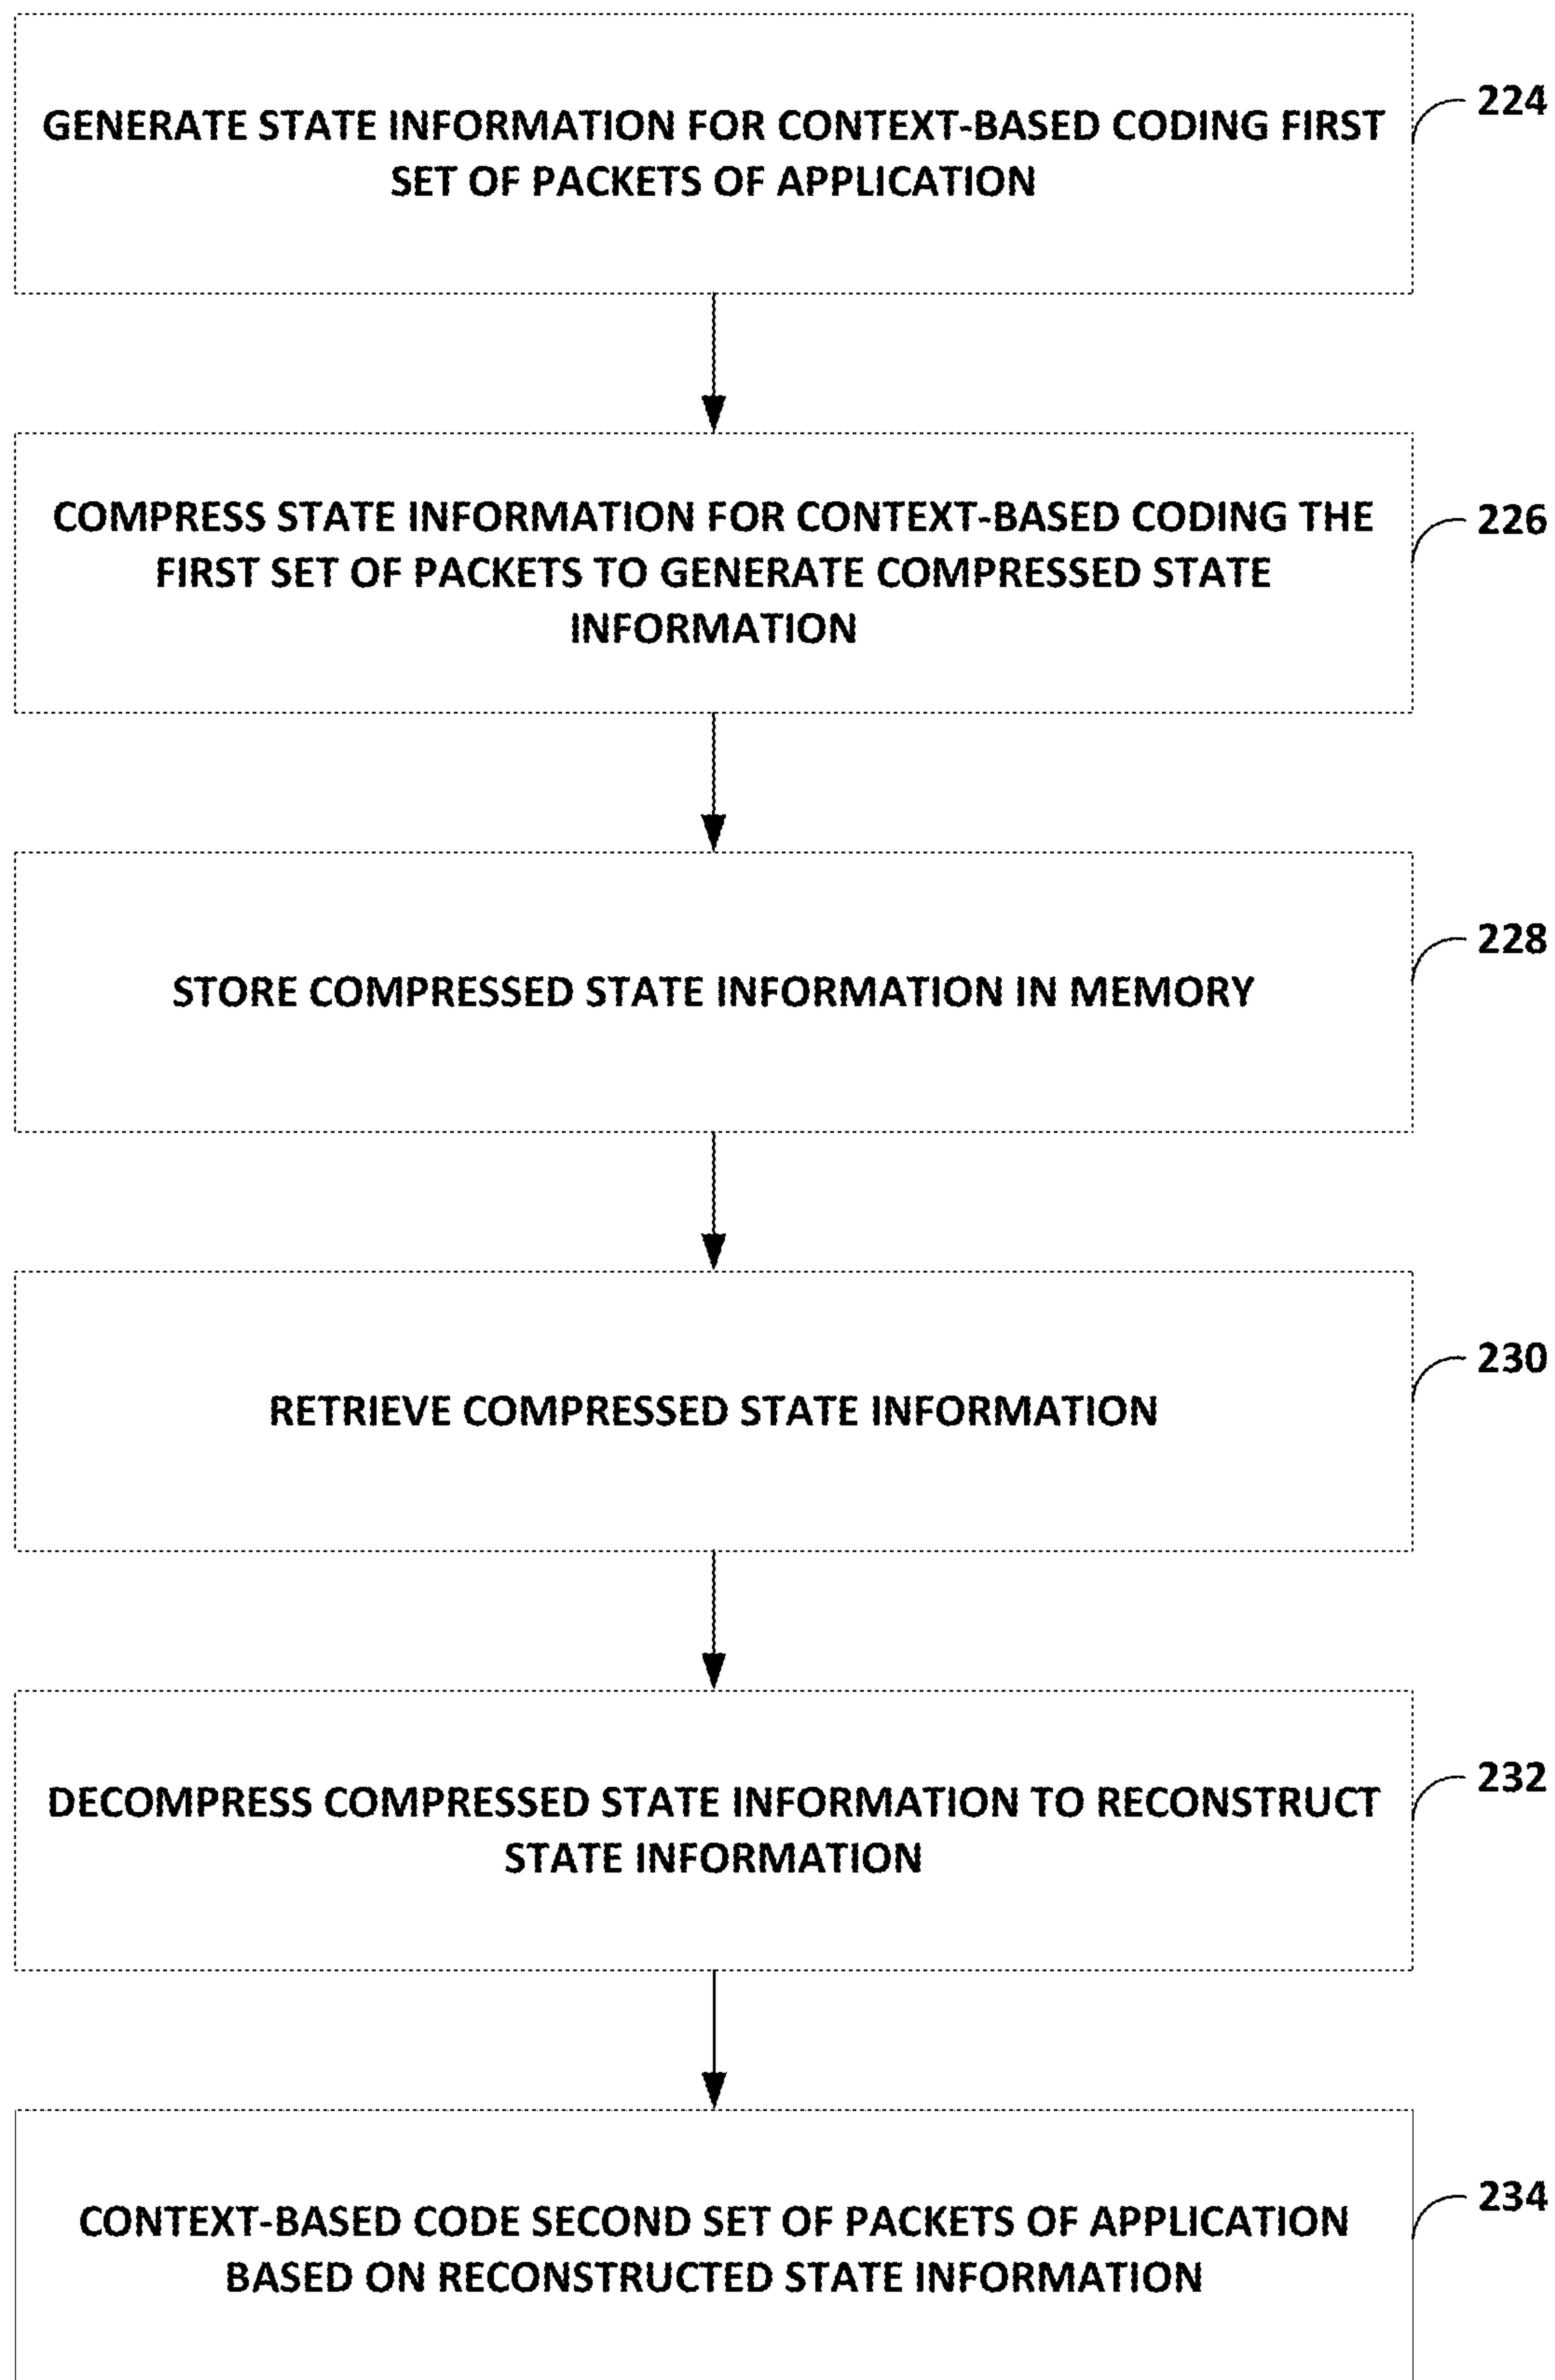 GENERATE STATE INFORMATION FOR CONTEXT-BASED CODING FIRST
SET OF PACKETS OF APPLICATION
224
COMPRESS STATE INFORMATION FOR CONTEXT-BASED CODING THE
FIRST SET OF PACKETS TO GENERATE COMPRESSED STATE
INFORMATION
226
STORE COMPRESSED STATE INFORMATION IN MEMORY
228
RETRIEVE COMPRESSED STATE INFORMATION
230
DECOMPRESS COMPRESSED STATE INFORMATION TO RECONSTRUCT
STATE INFORMATION
232
CONTEXT-BASED CODE SECOND SET OF PACKETS OF APPLICATION
BASED ON RECONSTRUCTED STATE INFORMATION
234